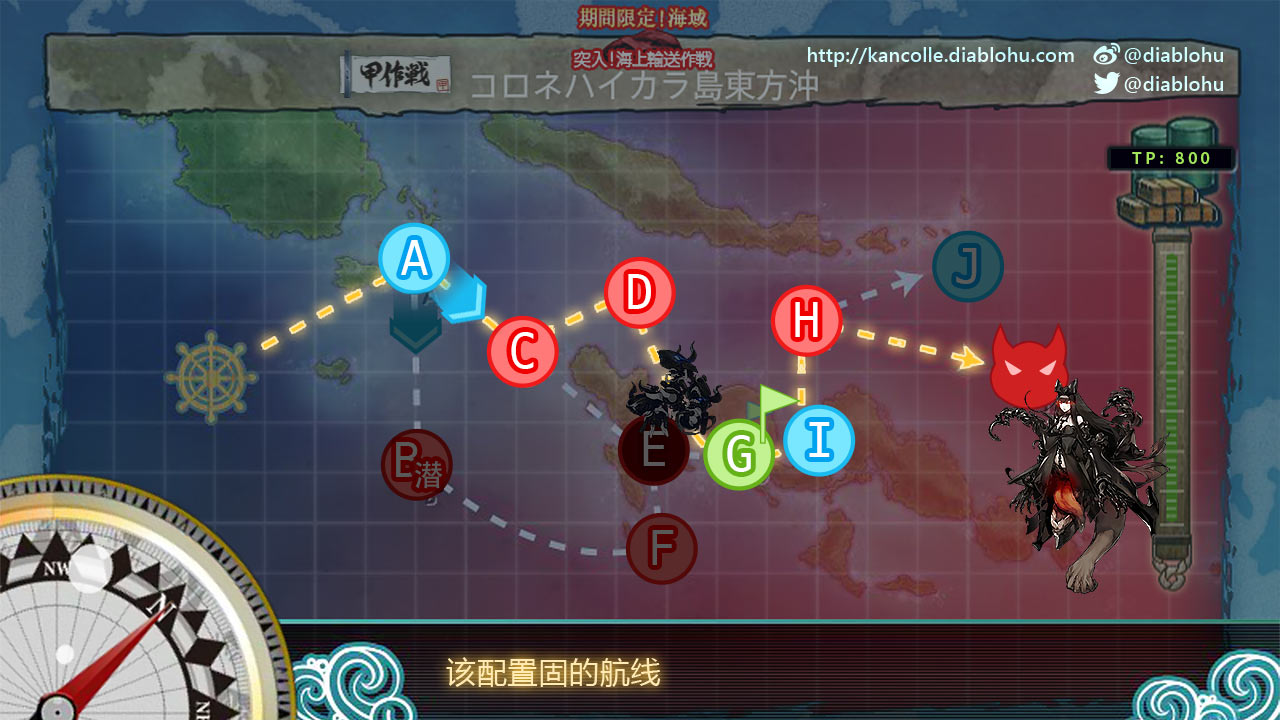 期間限定!海域
突入!海上輸送作戦
甲作戦
コロネハイカラ島東方沖
http://kancolle.diablohu.com
@diablohu
@diablohu
TP: 800
A
J
D
H
C
I
E
G
B潜
F
NW
N
NE
该配置固的航线